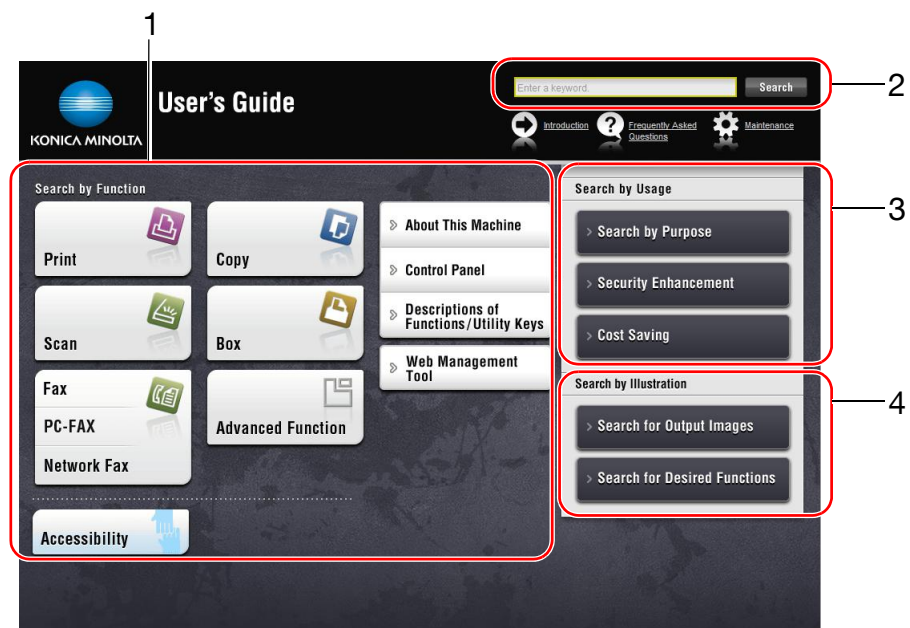 1
2
3
4
KONICA MINOLTA
User's Guide
Enter a keyword.
Search
Introduction
Frequently Asked
Questions
Maintenance
Search by Function
Print
Copy
Scan
Box
Fax
PC-FAX
Network Fax
Advanced Function
Accessibility
» About This Machine
» Control Panel
» Descriptions of
Functions/Utility Keys
» Web Management
Tool
Search by Usage
› Search by Purpose
› Security Enhancement
› Cost Saving
Search by Illustration
› Search for Output Images
› Search for Desired Functions